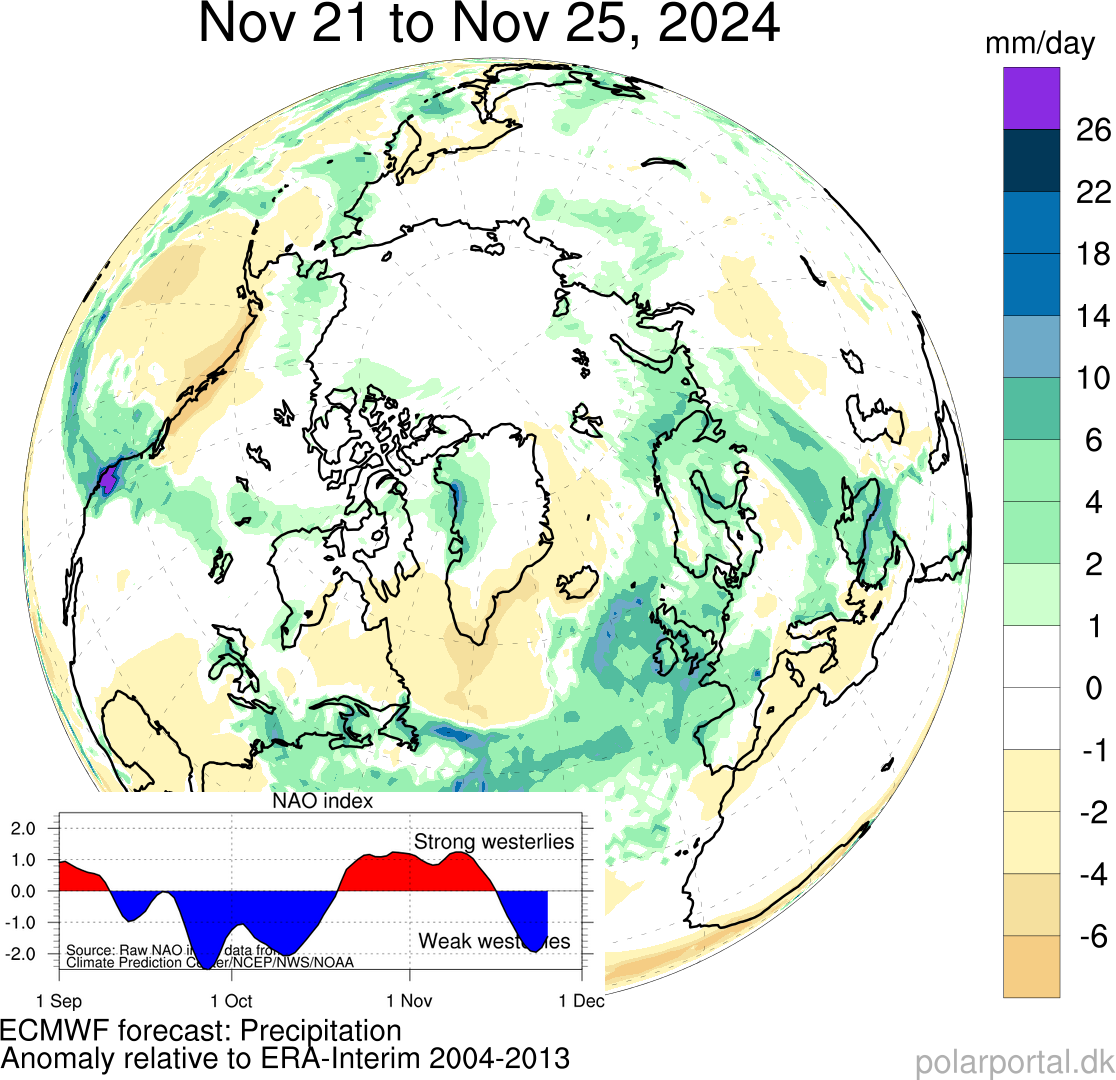 Nov 21 to Nov 25, 2024
mm/day
26
22
18
14
10
6
4
2
1
0
-1
-2
-4
-6
NAO index
2.0
1.0
0.0
-1.0
-2.0
Strong westerlies
Weak westerlies
Source: Raw NAO index data from
Climate Prediction Center/NCEP/NWS/NOAA
1 Sep
1 Oct
1 Nov
1 Dec
ECMWF forecast: Precipitation
Anomaly relative to ERA-Interim 2004-2013
polarportal.dk